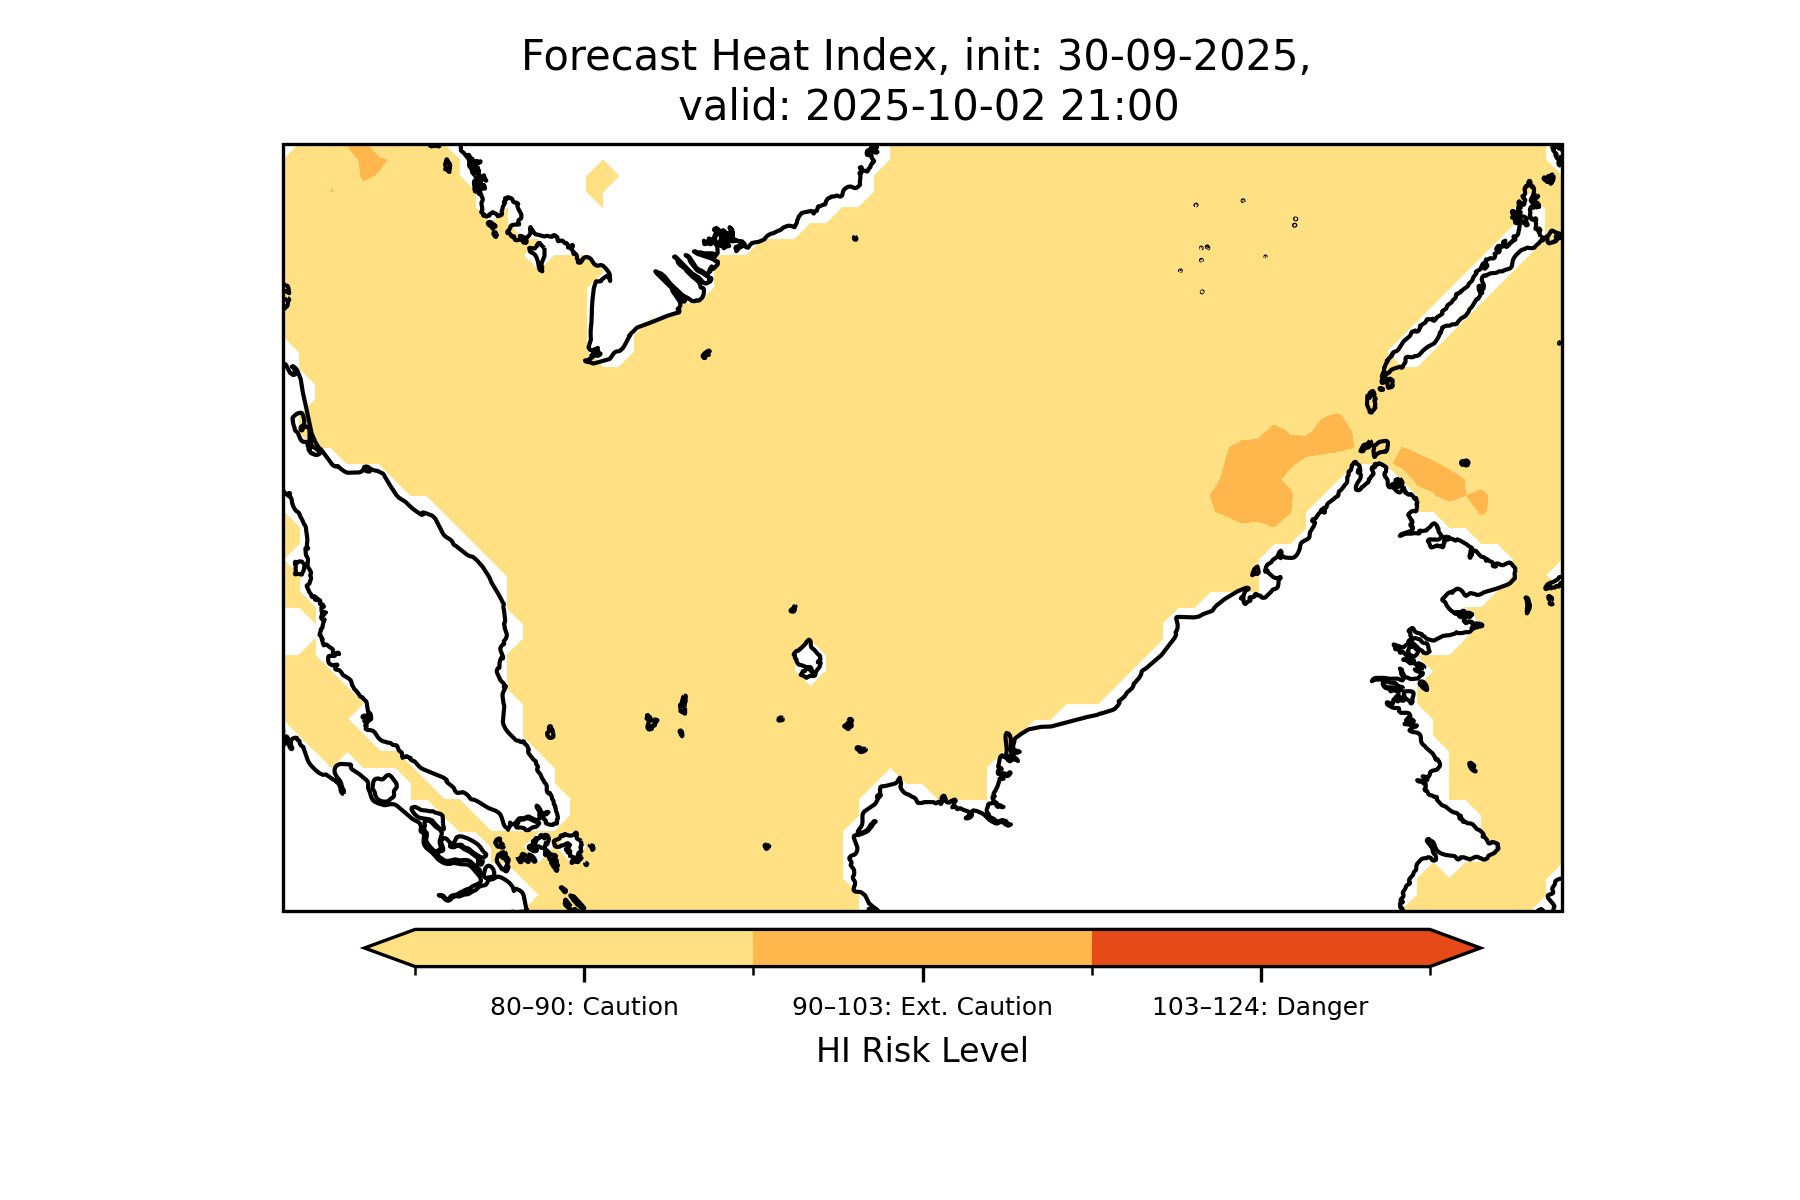 Forecast Heat Index, init: 30-09-2025,
valid: 2025-10-02 21:00
80–90: Caution
90–103: Ext. Caution
103–124: Danger
HI Risk Level